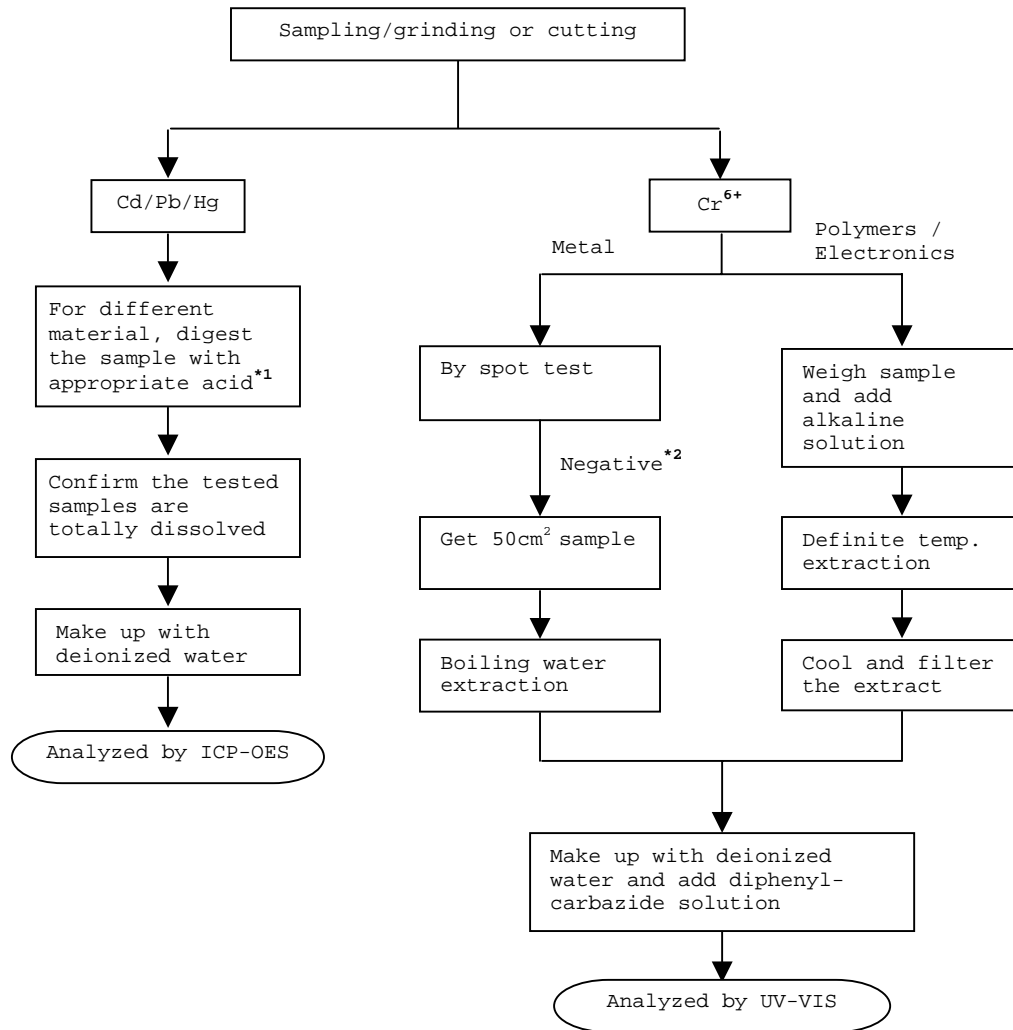 Sampling/grinding or cutting
Cd/Pb/Hg
For different
material, digest
the sample with
appropriate acid*1
Confirm the tested
samples are
totally dissolved
Make up with
deionized water
Analyzed by ICP-OES
Cr6+
Metal
Polymers /
Electronics
By spot test
Negative*2
Get 50cm2 sample
Boiling water
extraction
Weigh sample
and add
alkaline
solution
Definite temp.
extraction
Cool and filter
the extract
Make up with deionized
water and add diphenyl-
carbazide solution
Analyzed by UV-VIS